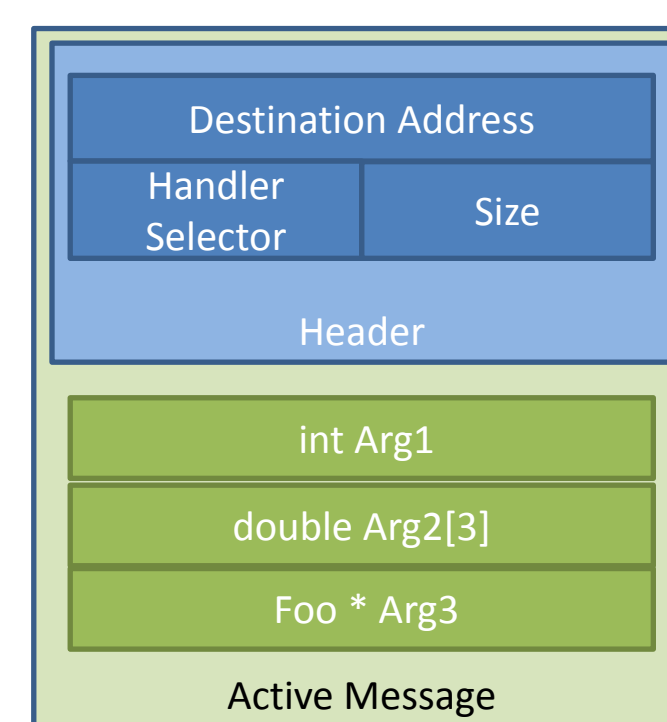 Destination Address
Handler
Selector
Size
Header
int Arg1
double Arg2[3]
Foo * Arg3
Active Message